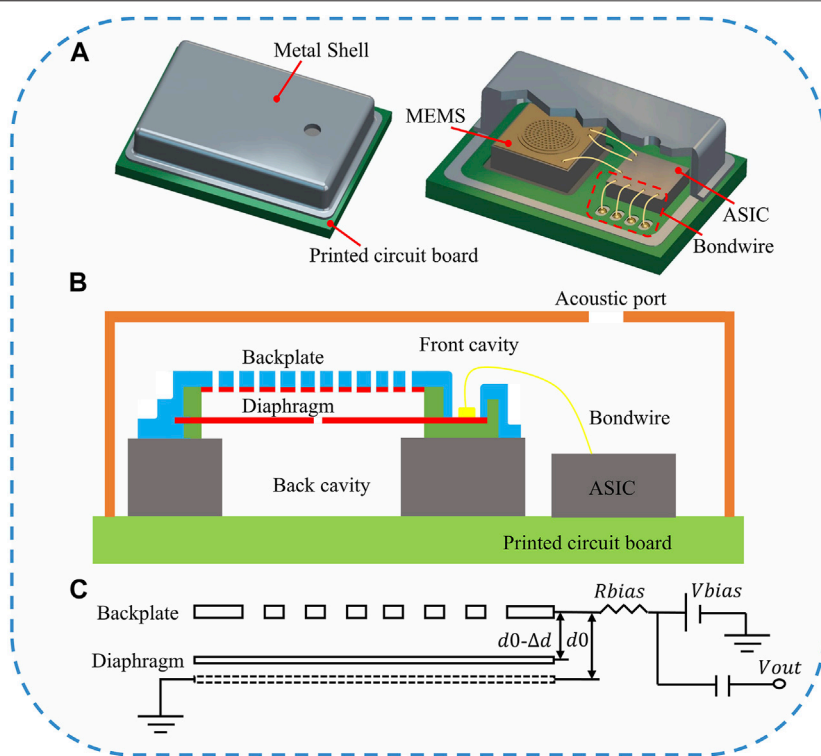 A
Metal Shell
MEMS
ASIC
Bondwire
Printed circuit board
B
Acoustic port
Front cavity
Backplate
Diaphragm
Bondwire
Back cavity
ASIC
Printed circuit board
C
Rbias
Vbias
Backplate
d0-Δd
d0
Diaphragm
Vout